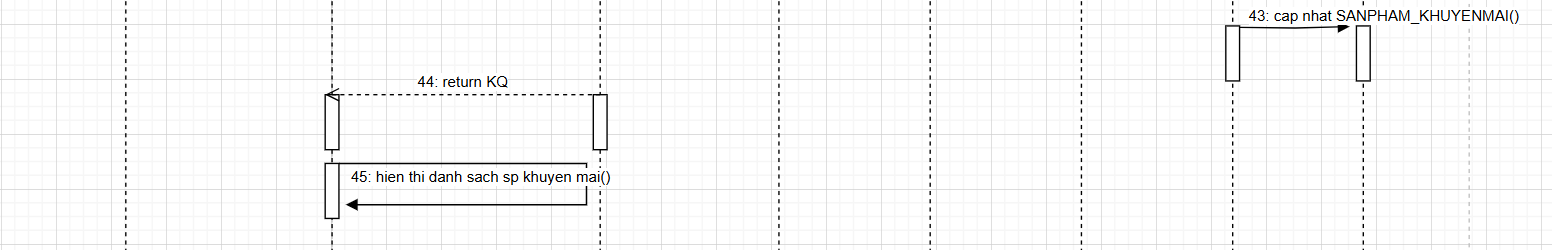 43: cap nhat SANPHAM_KHUYENMAI()
44: return KQ
45: hien thi danh sach sp khuyen mai()